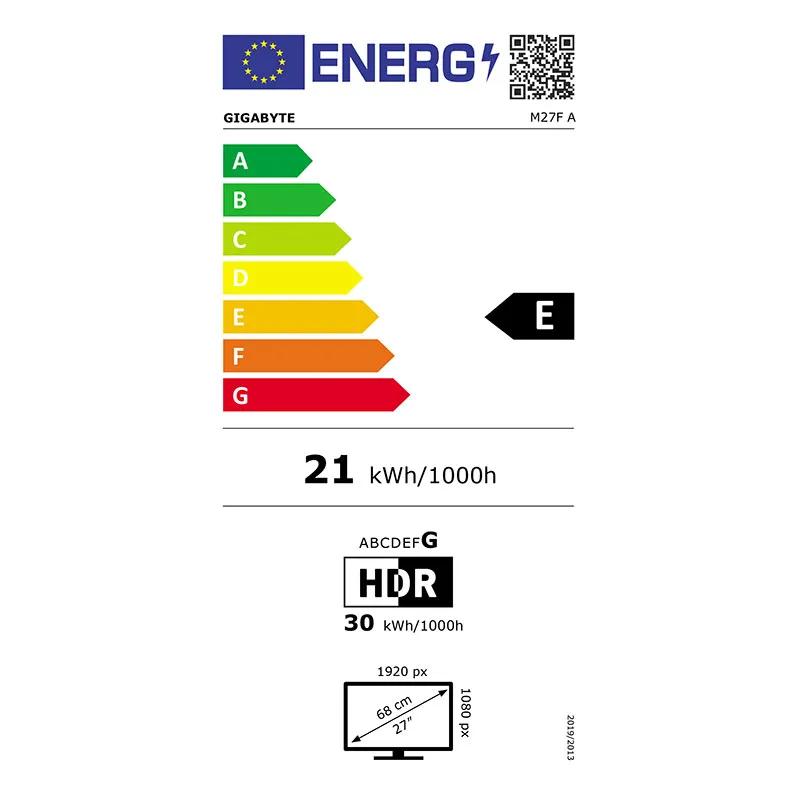 ENERG
GIGABYTE
M27F A
A
B
C
D
E
E
F
G
21 kWh/1000h
ABCDEFG
HDR
30 kWh/1000h
1920 px
68 cm
27”
1080 px
2019/2013